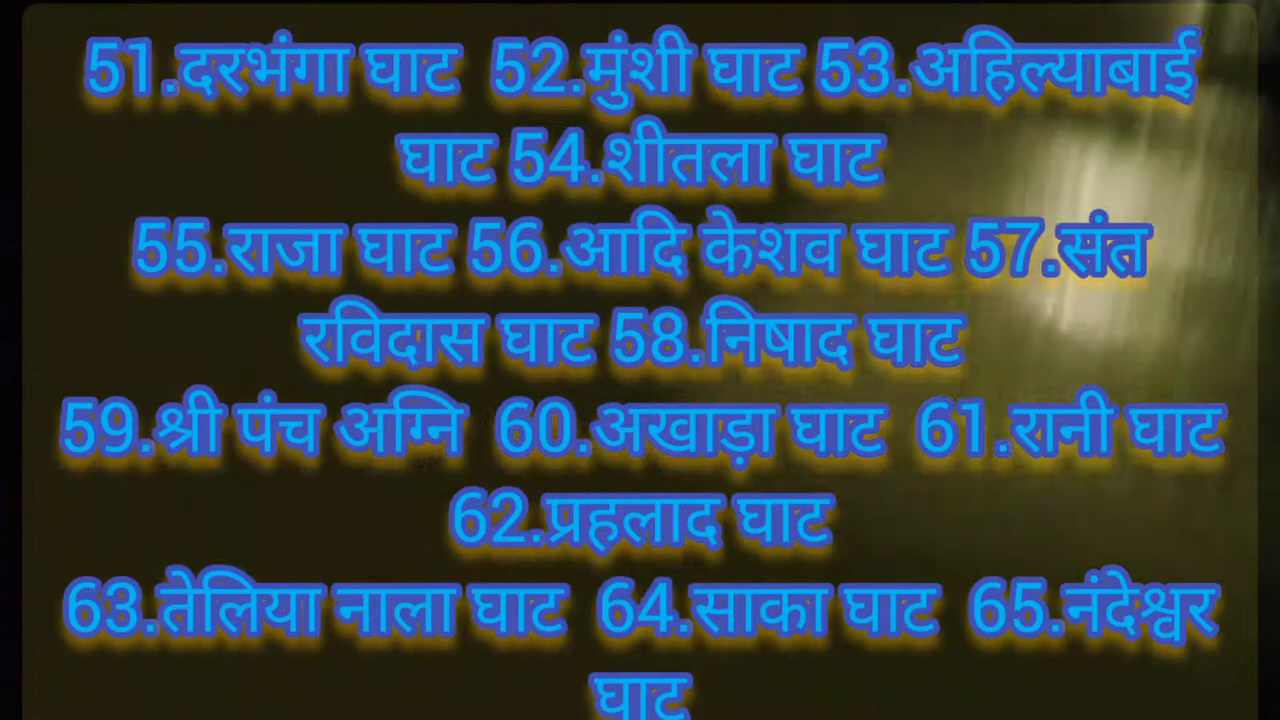 51.दरभंगा घाट 52.मुंशी घाट 53.अहिल्याबाई
घाट 54.शीतला घाट
55.राजा घाट 56.आदि केशव घाट 57.संत
रविदास घाट 58.निषाद घाट
59.श्री पंच अग्नि 60.अखाड़ा घाट 61.रानी घाट
62.प्रहलाद घाट
63.तेलिया नाला घाट 64.साका घाट 65.नंदेश्वर
घाट